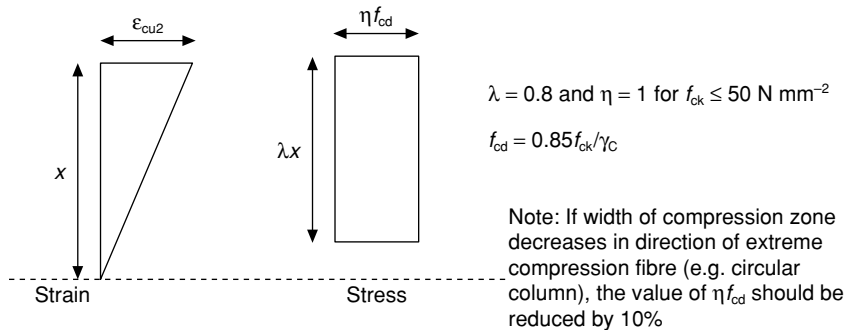 ε_cu2
ηf_cd
λ = 0.8 and η = 1 for f_ck ≤ 50 N mm⁻²
f_cd = 0.85f_ck/γ_C
x
λx
Note: If width of compression zone
decreases in direction of extreme
compression fibre (e.g. circular
column), the value of ηf_cd should be
reduced by 10%
Strain
Stress